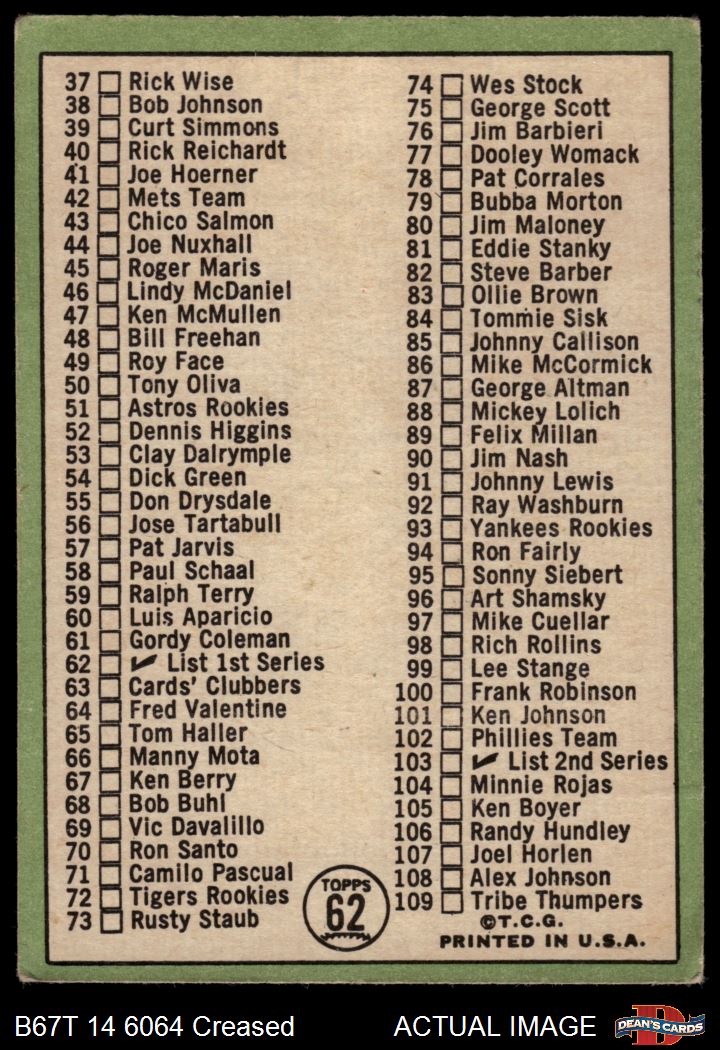 37 Rick Wise
38 Bob Johnson
39 Curt Simmons
40 Rick Reichardt
41 Joe Hoerner
42 Mets Team
43 Chico Salmon
44 Joe Nuxhall
45 Roger Maris
46 Lindy McDaniel
47 Ken McMullen
48 Bill Freehan
49 Roy Face
50 Tony Oliva
51 Astros Rookies
52 Dennis Higgins
53 Clay Dalrymple
54 Dick Green
55 Don Drysdale
56 Jose Tartabull
57 Pat Jarvis
58 Paul Schaal
59 Ralph Terry
60 Luis Aparicio
61 Gordy Coleman
62 ✓ List 1st Series
63 Cards' Clubbers
64 Fred Valentine
65 Tom Haller
66 Manny Mota
67 Ken Berry
68 Bob Buhl
69 Vic Davalillo
70 Ron Santo
71 Camilo Pascual
72 Tigers Rookies
73 Rusty Staub
74 Wes Stock
75 George Scott
76 Jim Barbieri
77 Dooley Womack
78 Pat Corrales
79 Bubba Morton
80 Jim Maloney
81 Eddie Stanky
82 Steve Barber
83 Ollie Brown
84 Tommie Sisk
85 Johnny Callison
86 Mike McCormick
87 George Altman
88 Mickey Lolich
89 Felix Millan
90 Jim Nash
91 Johnny Lewis
92 Ray Washburn
93 Yankees Rookies
94 Ron Fairly
95 Sonny Siebert
96 Art Shamsky
97 Mike Cuellar
98 Rich Rollins
99 Lee Stange
100 Frank Robinson
101 Ken Johnson
102 Phillies Team
103 ✓ List 2nd Series
104 Minnie Rojas
105 Ken Boyer
106 Randy Hundley
107 Joel Horlen
108 Alex Johnson
109 Tribe Thumpers
TOPPS
62
©T.C.G.
PRINTED IN U.S.A.
B67T 14 6064 Creased
ACTUAL IMAGE
D
DEAN'S CARDS